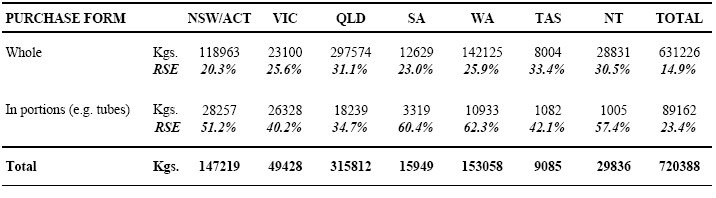 PURCHASE FORM NSW/ACT VIC QLD SA WA TAS NT TOTAL
Whole Kgs. 118963 23100 297574 12629 142125 8004 28831 631226
RSE 20.3% 25.6% 31.1% 23.0% 25.9% 33.4% 30.5% 14.9%
In portions (e.g. tubes) Kgs. 28257 26328 18239 3319 10933 1082 1005 89162
RSE 51.2% 40.2% 34.7% 60.4% 62.3% 42.1% 57.4% 23.4%
Total Kgs. 147219 49428 315812 15949 153058 9085 29836 720388